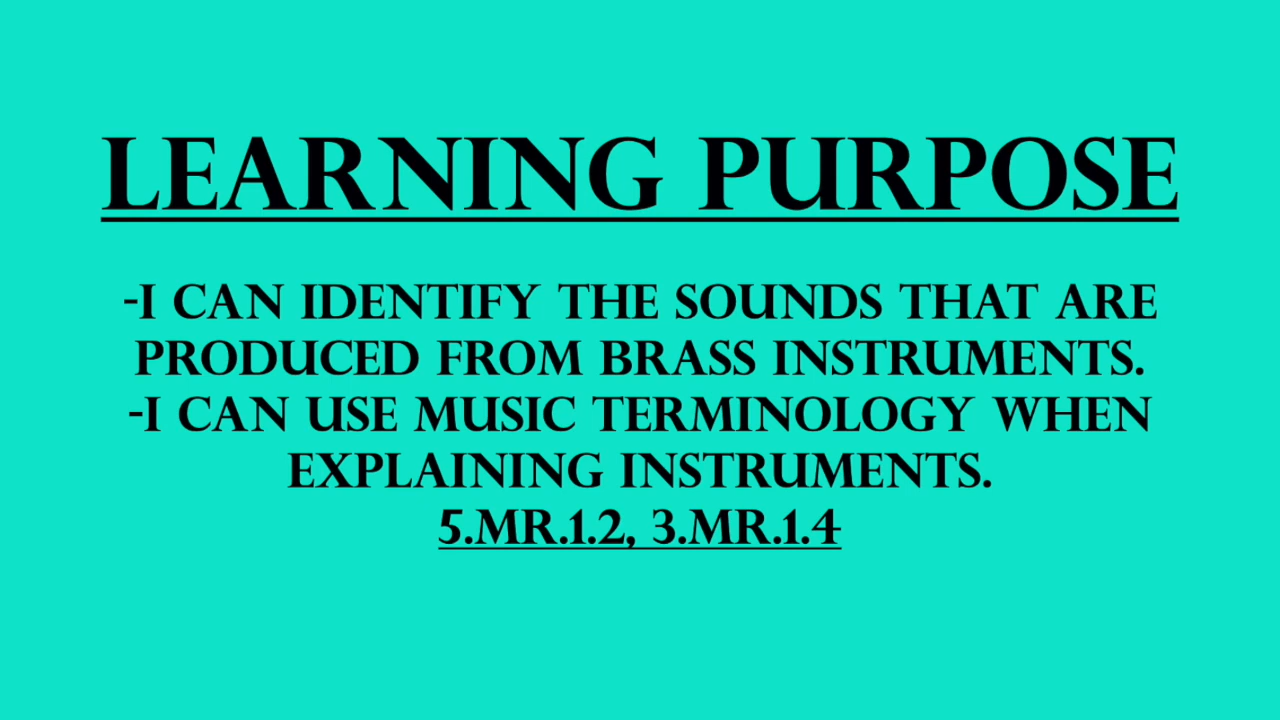 LEARNING PURPOSE
-I CAN IDENTIFY THE SOUNDS THAT ARE
PRODUCED FROM BRASS INSTRUMENTS.
-I CAN USE MUSIC TERMINOLOGY WHEN
EXPLAINING INSTRUMENTS.
5.MR.1.2, 3.MR.1.4